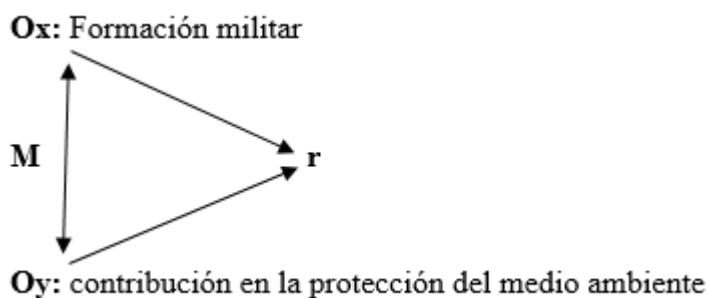 Ox: Formación militar
M
r
Oy: contribución en la protección del medio ambiente